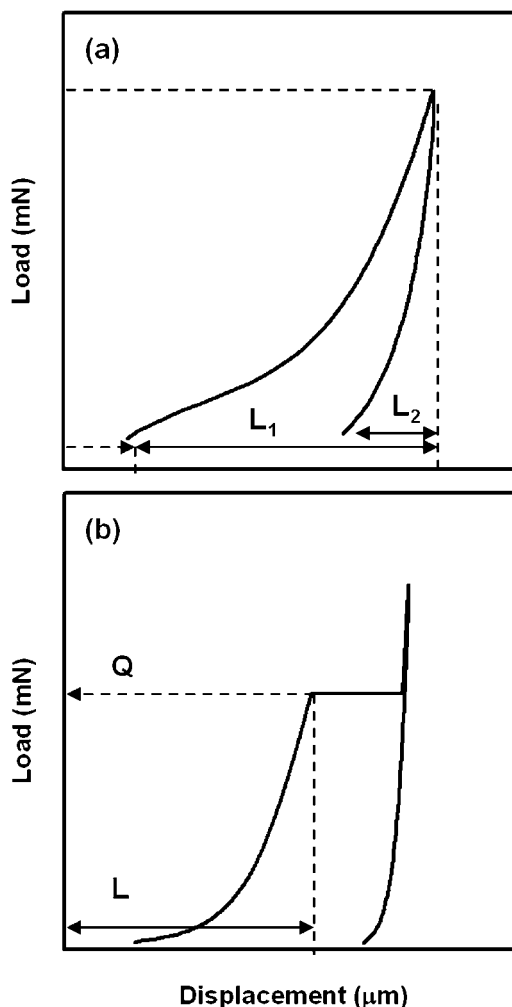 (a)
Load (mN)
L₁
L₂
(b)
Load (mN)
Q
L
Displacement (μm)